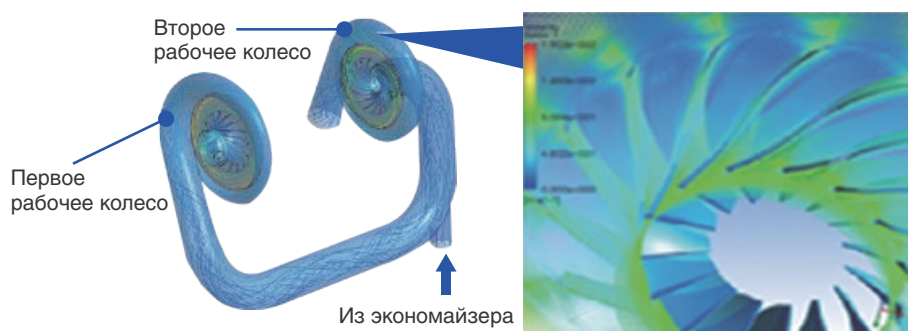 Второе
рабочее колесо
Первое
рабочее колесо
Из экономайзера